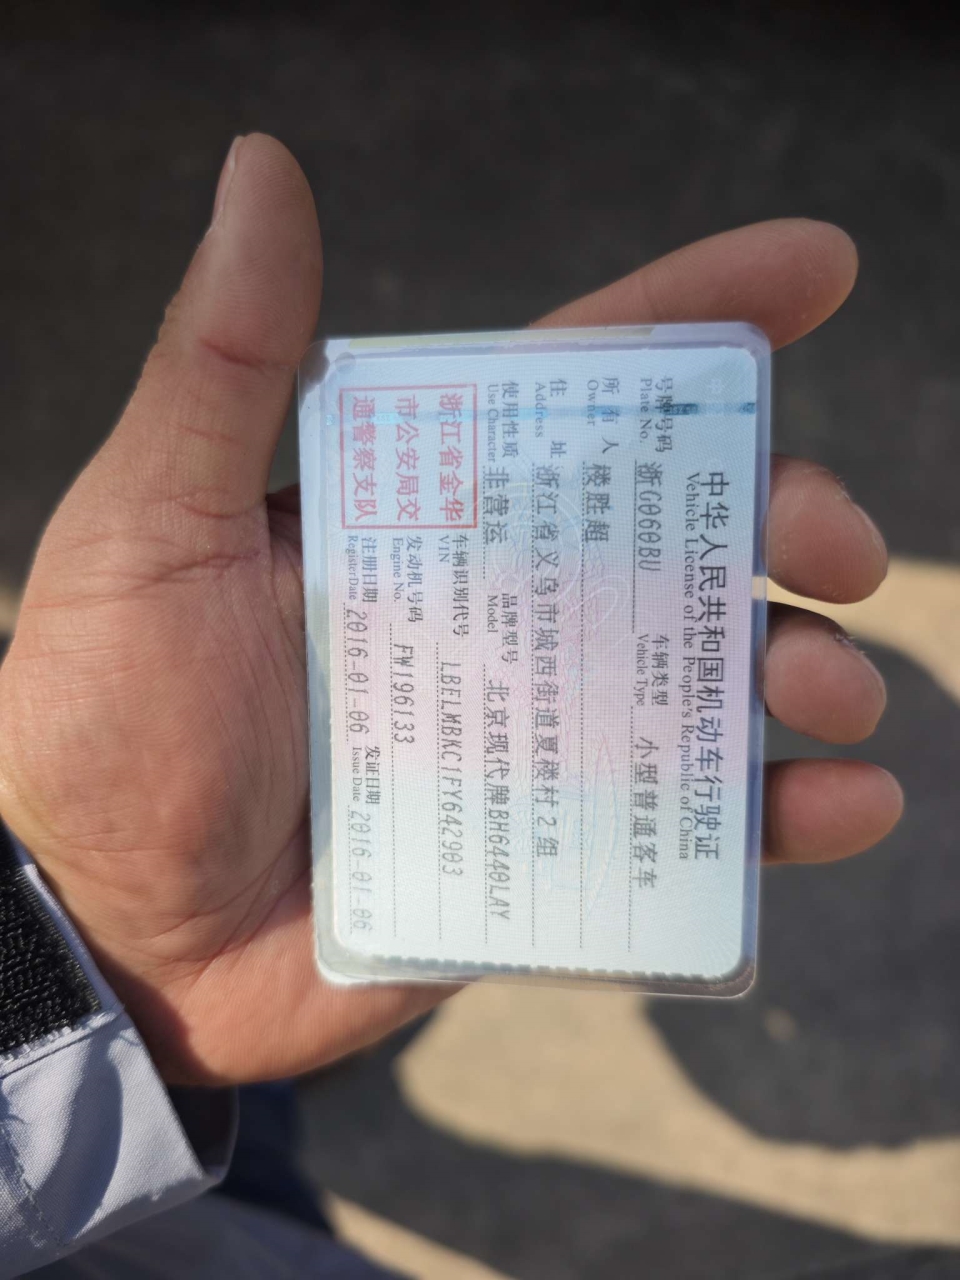 中华人民共和国机动车行驶证
Vehicle License of the People's Republic of China
号牌号码 浙G060BU 车辆类型 小型普通客车
Plate No. Vehicle Type
所有人 楼胜超
Owner
住址 浙江省义乌市城西街道夏楼村2组
Address
使用性质 非营运 品牌型号 北京现代牌BH6440LAY
Use Character Model
浙江省金华
市公安局交
通警察支队
车辆识别代号 LBELMBKC1FY642903
VIN
发动机号码 FW196133
Engine No.
注册日期 2016-01-06 发证日期 2016-01-06
Register Date Issue Date